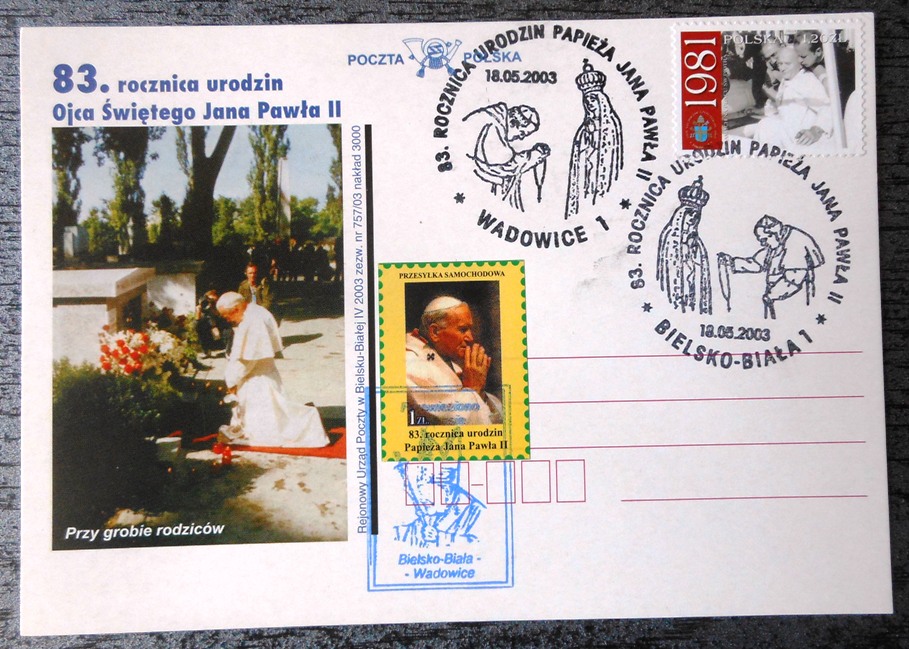 83. rocznica urodzin
Ojca Świętego Jana Pawła II
Przy grobie rodziców
Rejonowy Urząd Poczty w Bielsku-Białej IV 2003 zezw. nr 757/03 nakład 3000
POCZTA POLSKA
83. ROCZNICA URODZIN PAPIEŻA JANA PAWŁA II
18.05.2003
* WADOWICE 1 *
1981
POLSKA 1,20ZŁ
83. ROCZNICA URODZIN PAPIEŻA JANA PAWŁA II
18.05.2003
* BIELSKO-BIAŁA 1 *
PRZESYŁKA SAMOCHODOWA
1ZŁ
83. rocznica urodzin
Papieża Jana Pawła II
Bielsko-Biała -
- Wadowice